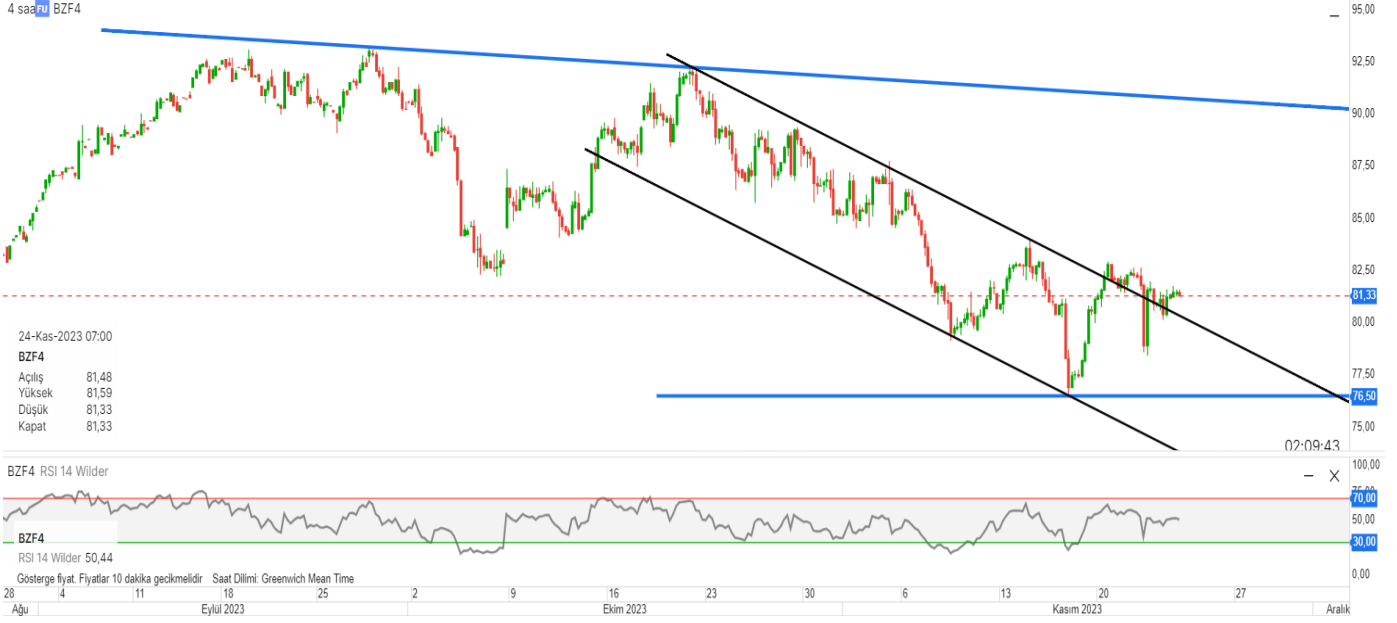 4 saa FU BZF4
95,00
92,50
90,00
87,50
85,00
82,50
81,33
80,00
77,50
76,50
75,00
24-Kas-2023 07:00
BZF4
Açılış 81,48
Yüksek 81,59
Düşük 81,33
Kapat 81,33
02:09:43
BZF4 RSI 14 Wilder
100,00
70,00
50,00
30,00
0,00
BZF4
RSI 14 Wilder 50,44
Gösterge fiyat. Fiyatlar 10 dakika gecikmelidir Saat Dilimi: Greenwich Mean Time
28 4 11 18 25 2 9 16 23 30 6 13 20 27
Ağu Eylül 2023 Ekim 2023 Kasım 2023 Aralık